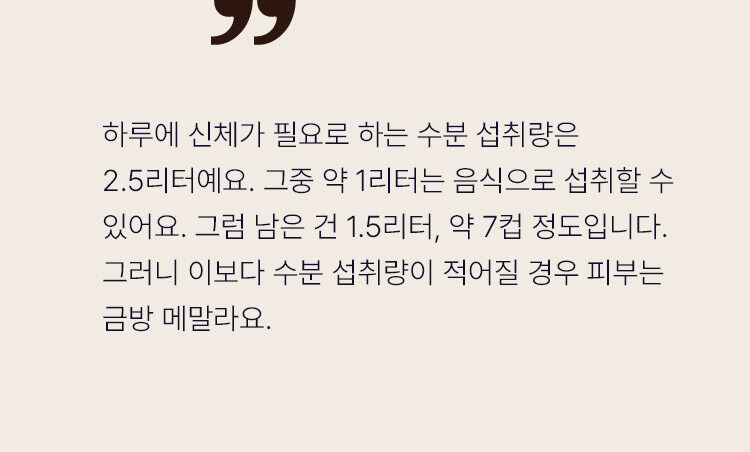 ”
하루에 신체가 필요로 하는 수분 섭취량은
2.5리터예요. 그중 약 1리터는 음식으로 섭취할 수
있어요. 그럼 남은 건 1.5리터, 약 7컵 정도입니다.
그러니 이보다 수분 섭취량이 적어질 경우 피부는
금방 메말라요.